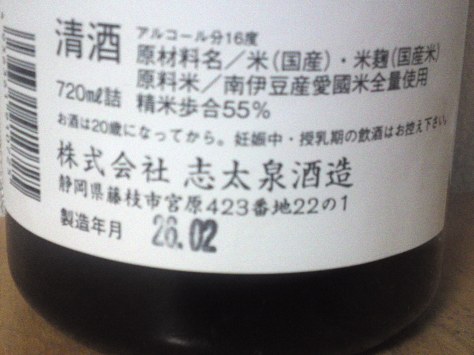 清酒
アルコール分16度
原材料名／米(国産)・米麹(国産米)
原料米／南伊豆産愛國米全量使用
720mℓ詰 精米歩合55%
お酒は20歳になってから。妊娠中・授乳期の飲酒はお控え下さい。
株式会社 志太泉酒造
静岡県藤枝市宮原423番地22の1
製造年月 26.02